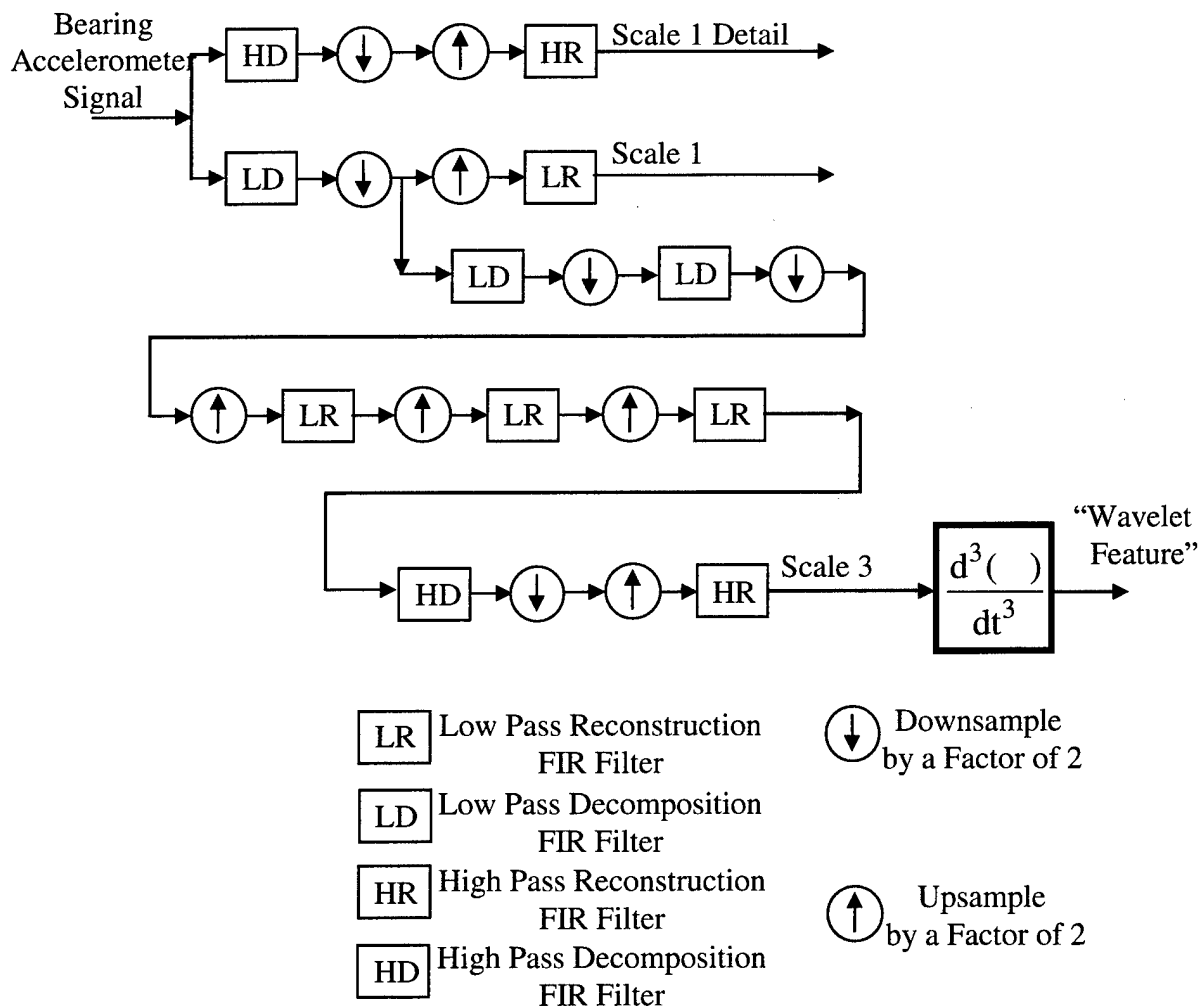 Bearing
Accelerometer
Signal
HD
↓
↑
HR
Scale 1 Detail
LD
↓
↑
LR
Scale 1
LD
↓
LD
↓
↑
LR
↑
LR
↑
LR
HD
↓
↑
HR
Scale 3
d³( )
dt³
“Wavelet
Feature”
LR
Low Pass Reconstruction
FIR Filter
LD
Low Pass Decomposition
FIR Filter
HR
High Pass Reconstruction
FIR Filter
HD
High Pass Decomposition
FIR Filter
↓
Downsample
by a Factor of 2
↑
Upsample
by a Factor of 2